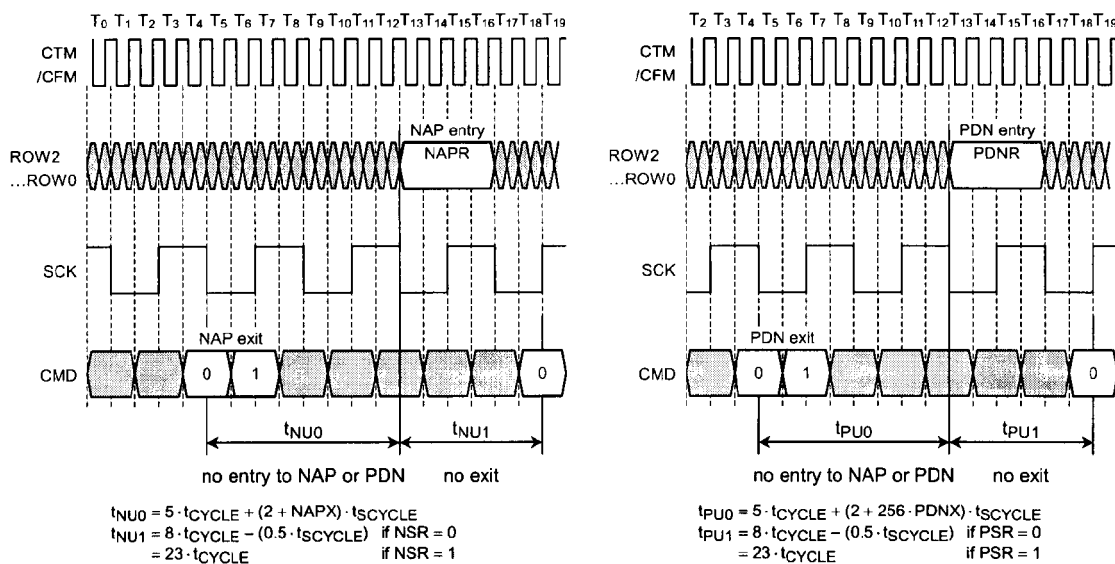 T0 T1 T2 T3 T4 T5 T6 T7 T8 T9 T10 T11 T12 T13 T14 T15 T16 T17 T18 T19
CTM
/CFM
NAP entry
ROW2
...ROW0
NAPR
SCK
NAP exit
CMD
0
1
0
tNU0
tNU1
no entry to NAP or PDN
no exit
tNU0 = 5 · tCYCLE + (2 + NAPX) · tSCYCLE
tNU1 = 8 · tCYCLE – (0.5 · tSCYCLE) if NSR = 0
= 23 · tCYCLE if NSR = 1
T2 T3 T4 T5 T6 T7 T8 T9 T10 T11 T12 T13 T14 T15 T16 T17 T18 T19
CTM
/CFM
PDN entry
ROW2
...ROW0
PDNR
SCK
PDN exit
CMD
0
1
0
tPU0
tPU1
no entry to NAP or PDN
no exit
tPU0 = 5 · tCYCLE + (2 + 256 · PDNX) · tSCYCLE
tPU1 = 8 · tCYCLE – (0.5 · tSCYCLE) if PSR = 0
= 23 · tCYCLE if PSR = 1